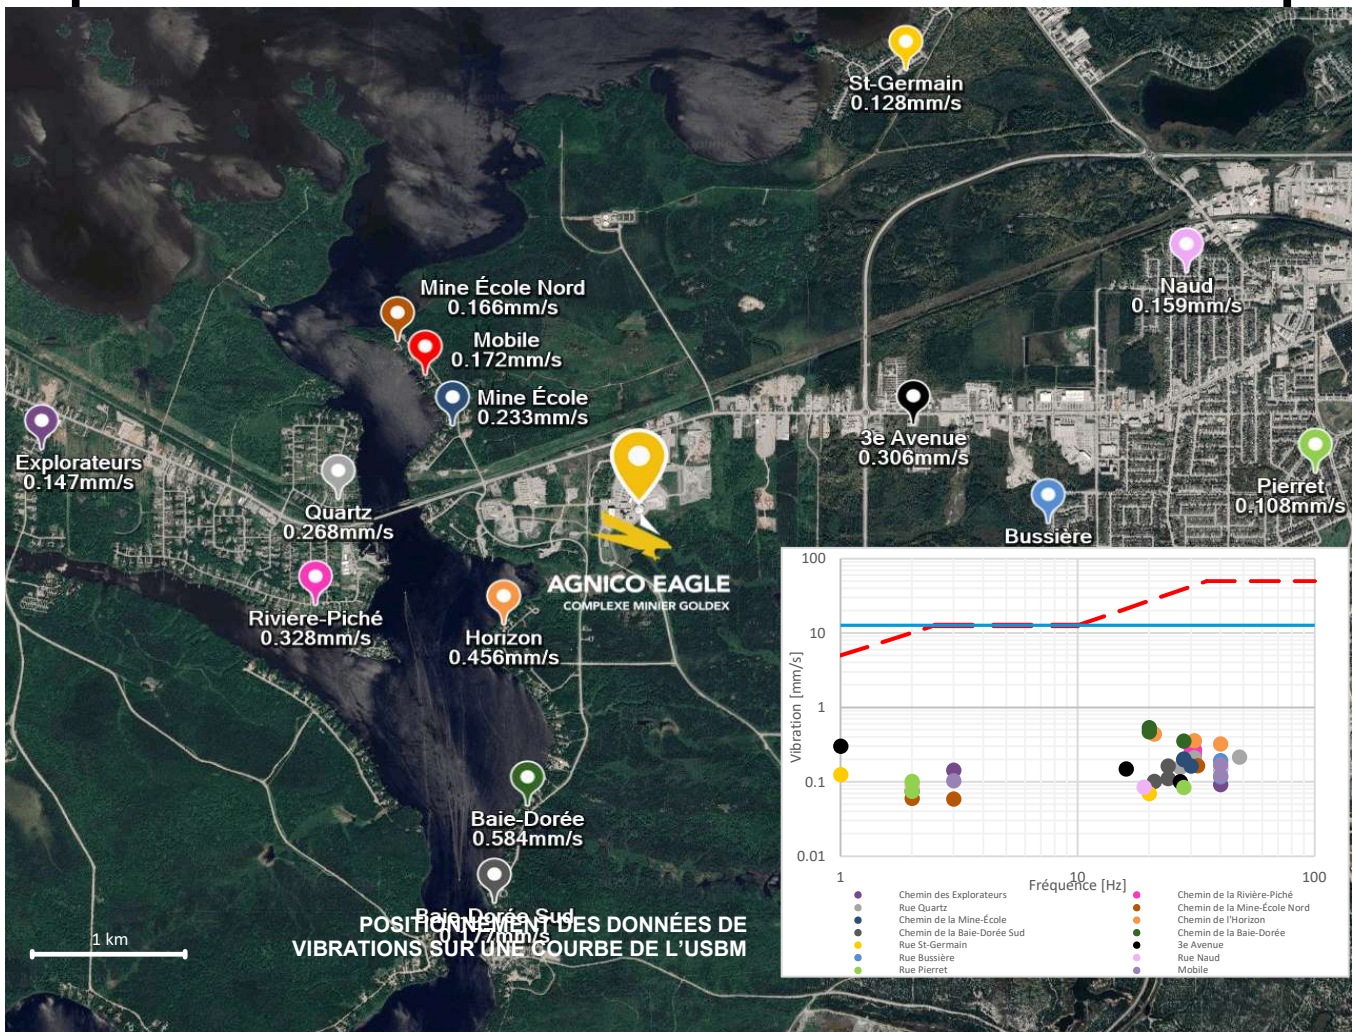 St-Germain
0.128mm/s
Naud
0.159mm/s
Mine École Nord
0.166mm/s
Mobile
0.172mm/s
Mine École
0.233mm/s
3e Avenue
0.306mm/s
Explorateurs
0.147mm/s
Quartz
0.268mm/s
Pierret
0.108mm/s
Bussière
AGNICO EAGLE
COMPLEXE MINIER GOLDEX
Riviere-Piché
0.328mm/s
Horizon
0.456mm/s
Baie-Dorée
0.584mm/s
Baie-Dorée Sud
0.177mm/s
POSITIONNEMENT DES DONNÉES DE
VIBRATIONS SUR UNE COURBE DE L'USBM
1 km
100
10
1
0.1
0.01
Vibration [mm/s]
1
10
100
Fréquence [Hz]
Chemin des Explorateurs
Chemin de la Rivière-Piché
Rue Quartz
Chemin de la Mine-École Nord
Chemin de la Mine-École
Chemin de l'Horizon
Chemin de la Baie-Dorée Sud
Chemin de la Baie-Dorée
Rue St-Germain
3e Avenue
Rue Bussière
Rue Naud
Rue Pierret
Mobile